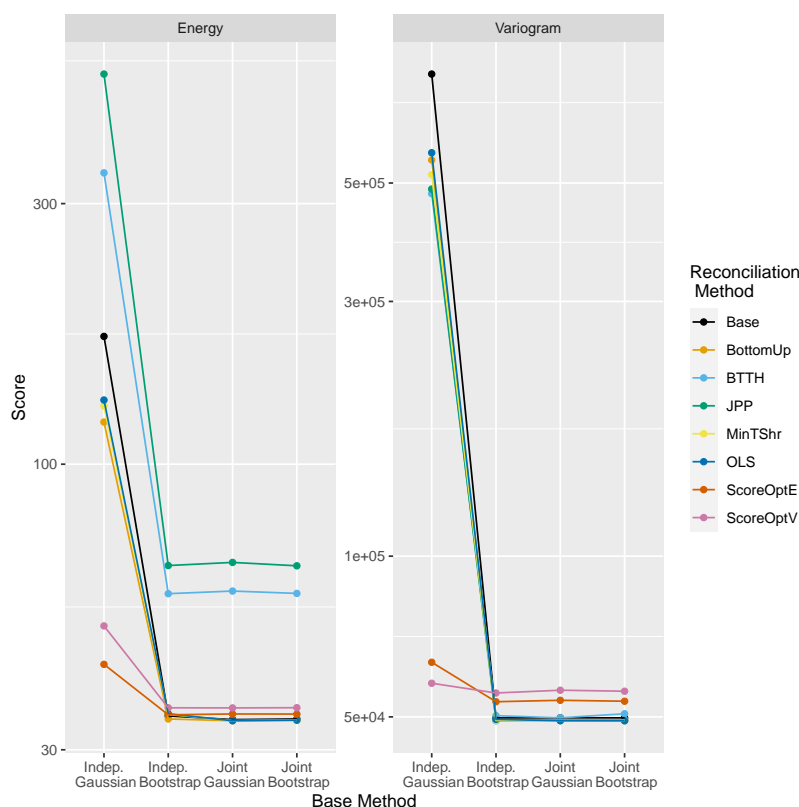 Energy
Variogram
Score
300
100
30
5e+05
3e+05
1e+05
5e+04
Indep.
Gaussian
Indep.
Bootstrap
Joint
Gaussian
Joint
Bootstrap
Indep.
Gaussian
Indep.
Bootstrap
Joint
Gaussian
Joint
Bootstrap
Base Method
Reconciliation
Method
Base
BottomUp
BTTH
JPP
MinTShr
OLS
ScoreOptE
ScoreOptV